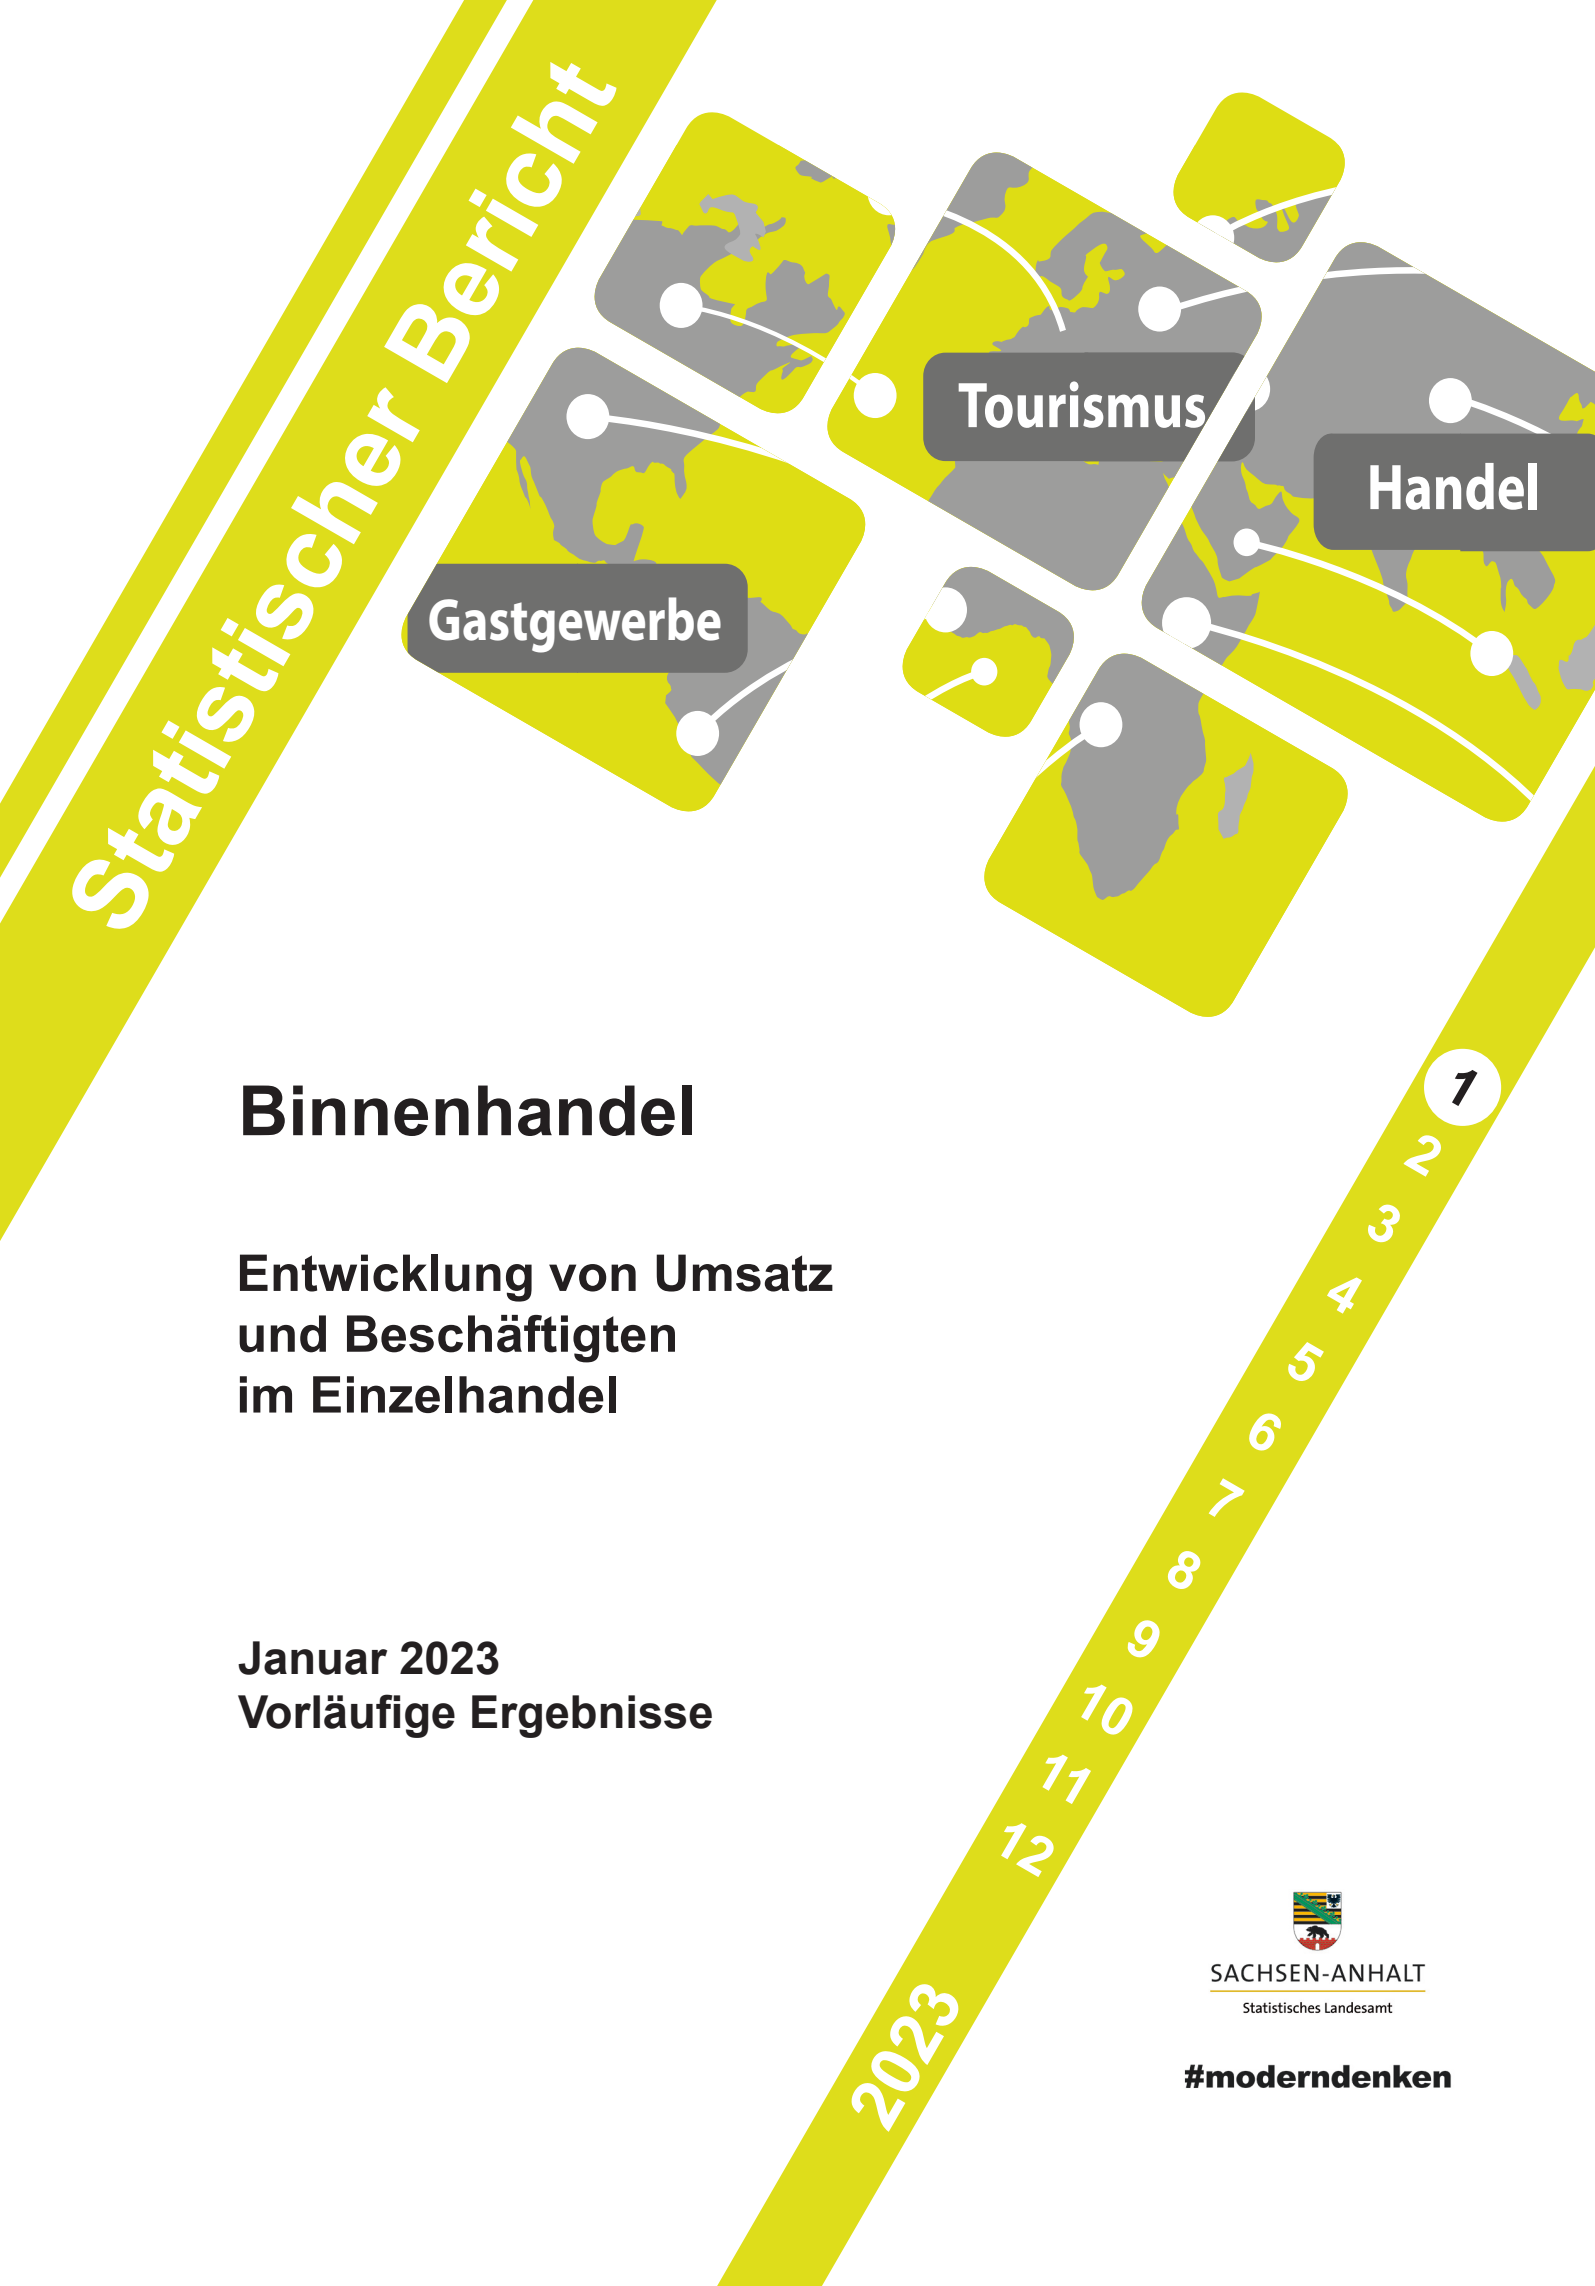 Statistischer Bericht
Tourismus
Handel
Gastgewerbe
Binnenhandel
Entwicklung von Umsatz
und Beschäftigten
im Einzelhandel
Januar 2023
Vorläufige Ergebnisse
1
2
3
4
5
6
7
8
9
10
11
12
2023
SACHSEN-ANHALT
Statistisches Landesamt
#moderndenken